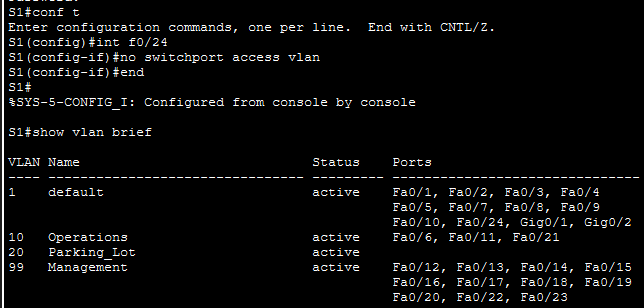 S1#conf t
Enter configuration commands, one per line.  End with CNTL/Z.
S1(config)#int f0/24
S1(config-if)#no switchport access vlan
S1(config-if)#end
S1#
%SYS-5-CONFIG_I: Configured from console by console
S1#show vlan brief
VLAN Name                             Status    Ports
---- -------------------------------- --------- -------------------------------
1    default                          active    Fa0/1, Fa0/2, Fa0/3, Fa0/4
                                                Fa0/5, Fa0/7, Fa0/8, Fa0/9
                                                Fa0/10, Fa0/24, Gig0/1, Gig0/2
10   Operations                       active    Fa0/6, Fa0/11, Fa0/21
20   Parking_Lot                      active
99   Management                       active    Fa0/12, Fa0/13, Fa0/14, Fa0/15
                                                Fa0/16, Fa0/17, Fa0/18, Fa0/19
                                                Fa0/20, Fa0/22, Fa0/23